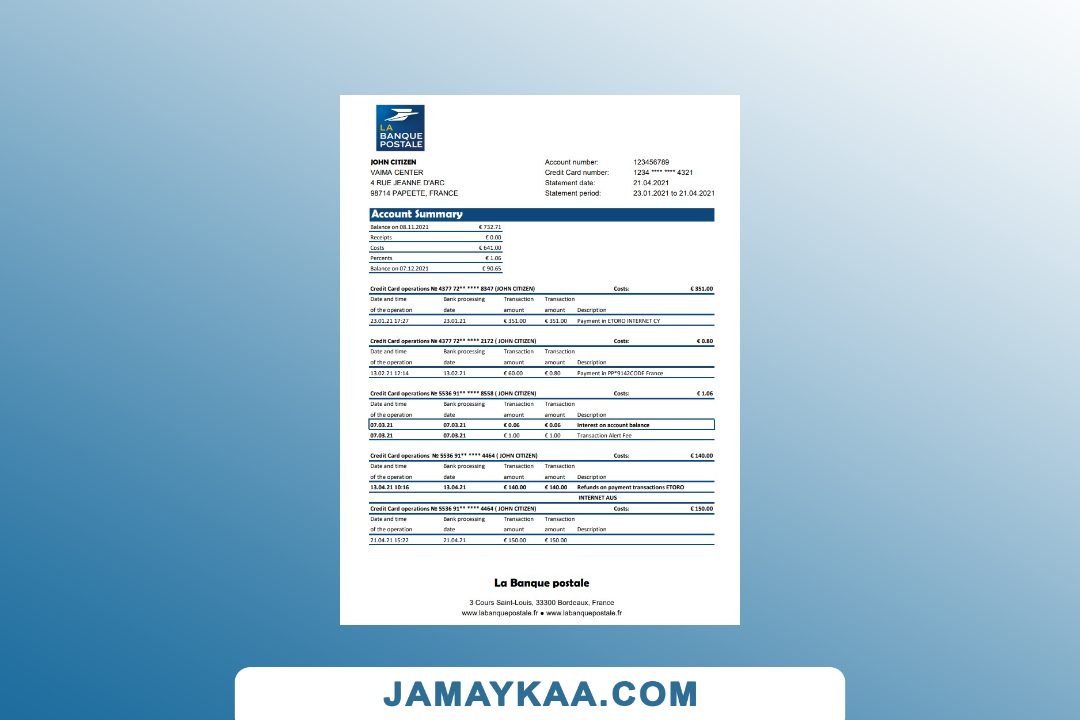 LA
BANQUE
POSTALE
JOHN CITIZEN
VAIMA CENTER
4 RUE JEANNE D'ARC
98714 PAPEETE, FRANCE
Account number: 123456789
Credit Card number: 1234 **** **** 4321
Statement date: 21.04.2021
Statement period: 23.01.2021 to 21.04.2021
Account Summary
Balance on 08.11.2021 € 732.71
Receipts € 0.00
Costs € 641.00
Percents € 1.06
Balance on 07.12.2021 € 90.65
Credit Card operations № 4377 72** **** 8347 (JOHN CITIZEN) Costs: € 351.00
Date and time Bank processing Transaction Transaction
of the operation date amount amount Description
23.01.21 17:27 23.01.21 € 351.00 € 351.00 Payment in ETORO INTERNET CY
Credit Card operations № 4377 72** **** 2172 ( JOHN CITIZEN) Costs: € 0.80
Date and time Bank processing Transaction Transaction
of the operation date amount amount Description
13.02.21 12:14 13.02.21 € 60.00 € 0.80 Payment in PP*9142CODE France
Credit Card operations № 5536 91** **** 8558 ( JOHN CITIZEN) Costs: € 1.06
Date and time Bank processing Transaction Transaction
of the operation date amount amount Description
07.03.21 07.03.21 € 0.06 € 0.06 Interest on account balance
07.03.21 07.03.21 € 1.00 € 1.00 Transaction Alert Fee
Credit Card operations № 5536 91** **** 4464 ( JOHN CITIZEN) Costs: € 140.00
Date and time Bank processing Transaction Transaction
of the operation date amount amount Description
13.04.21 10:16 13.04.21 € 140.00 € 140.00 Refunds on payment transactions ETORO
INTERNET AUS
Credit Card operations № 5536 91** **** 4464 ( JOHN CITIZEN) Costs: € 150.00
Date and time Bank processing Transaction Transaction
of the operation date amount amount Description
21.04.21 15:22 21.04.21 € 150.00 € 150.00
La Banque postale
3 Cours Saint-Louis, 33300 Bordeaux, France
www.labanquepostale.fr ● www.labanquepostale.fr
JAMAYKAA.COM